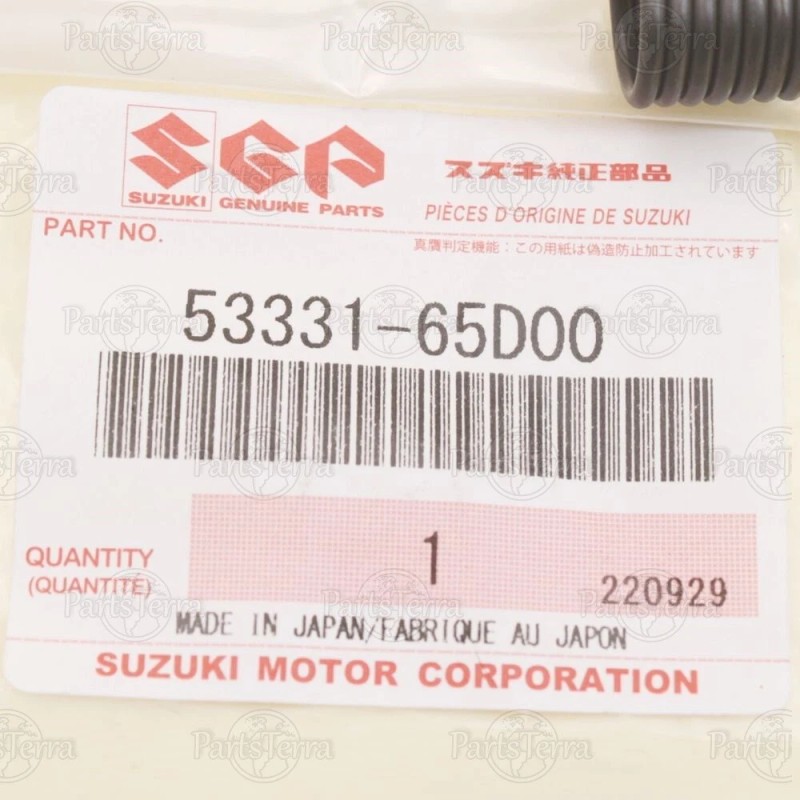 SGP
スズキ純正部品
SUZUKI GENUINE PARTS
PIÈCES D'ORIGINE DE SUZUKI
PART NO.
真贋判定機能：この用紙は偽造防止加工されています
53331-65D00
1
QUANTITY
(QUANTITÉ)
220929
MADE IN JAPAN/FABRIQUE AU JAPON
SUZUKI MOTOR CORPORATION
PartsTerra